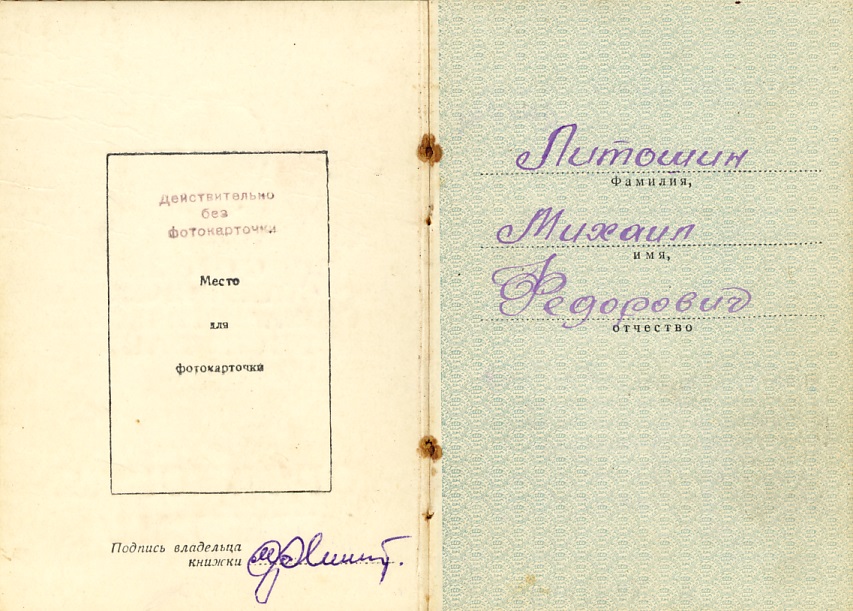 Действительно
без
фотокарточки
Место
для
фотокарточки
Подпись владельца
книжки
Литошин
Фамилия,
Михаил
имя,
Федорович
отчество